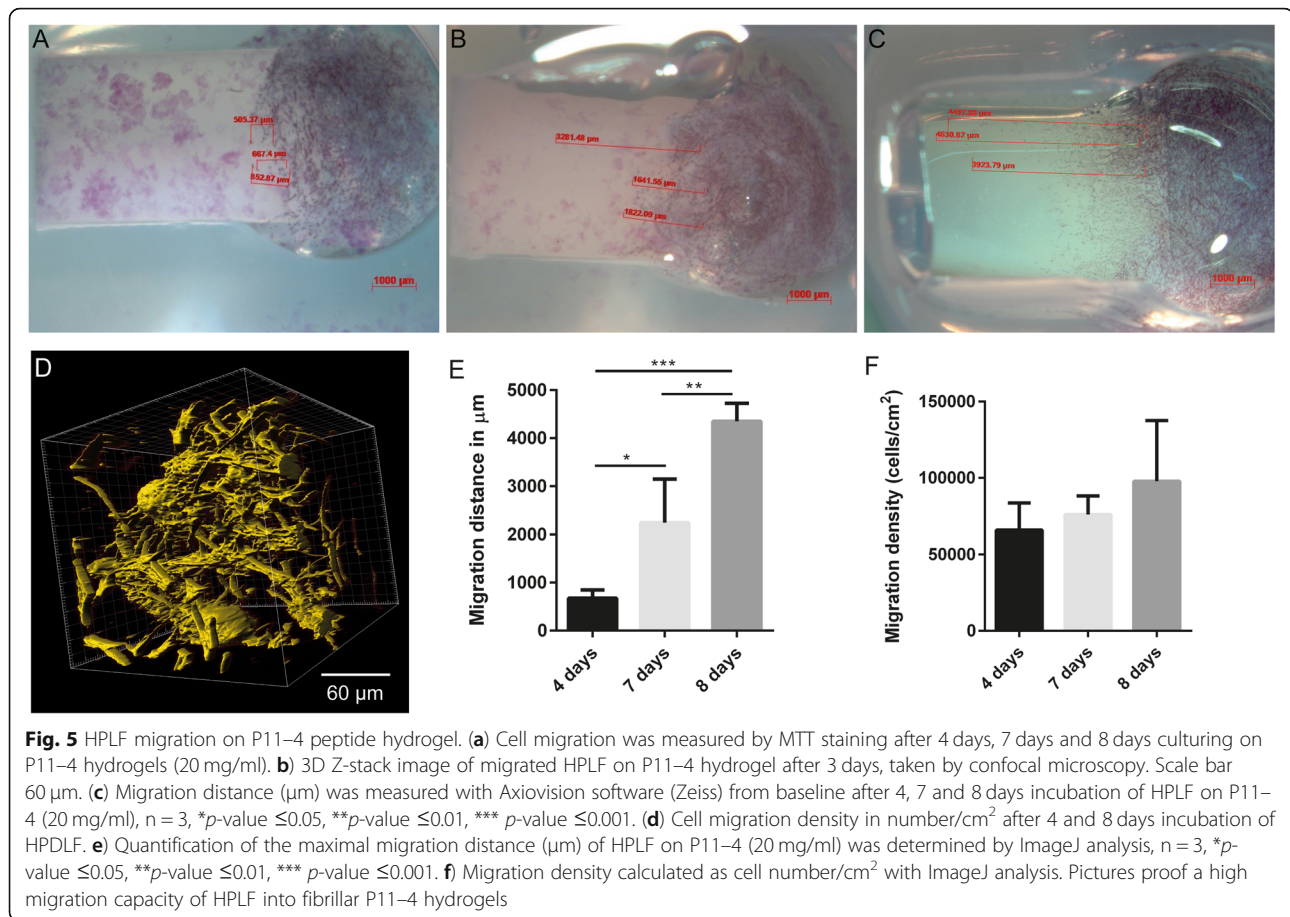 A
505.37 µm
667.4 µm
852.87 µm
1000 µm
B
3281.48 µm
1641.55 µm
1822.09 µm
1000 µm
C
4630.02 µm
3923.79 µm
1000 µm
D
60 µm
E
***
**
*
Migration distance in µm
5000
4000
3000
2000
1000
0
4 days
7 days
8 days
F
Migration density (cells/cm²)
150000
100000
50000
0
4 days
7 days
8 days
Fig. 5 HPLF migration on P11–4 peptide hydrogel. (a) Cell migration was measured by MTT staining after 4 days, 7 days and 8 days culturing on
P11–4 hydrogels (20 mg/ml). b) 3D Z-stack image of migrated HPLF on P11–4 hydrogel after 3 days, taken by confocal microscopy. Scale bar
60 µm. (c) Migration distance (µm) was measured with Axiovision software (Zeiss) from baseline after 4, 7 and 8 days incubation of HPLF on P11–
4 (20 mg/ml), n = 3, *p-value ≤0.05, **p-value ≤0.01, *** p-value ≤0.001. (d) Cell migration density in number/cm² after 4 and 8 days incubation of
HPDLF. e) Quantification of the maximal migration distance (µm) of HPLF on P11–4 (20 mg/ml) was determined by ImageJ analysis, n = 3, *p-
value ≤0.05, **p-value ≤0.01, *** p-value ≤0.001. f) Migration density calculated as cell number/cm² with ImageJ analysis. Pictures proof a high
migration capacity of HPLF into fibrillar P11–4 hydrogels